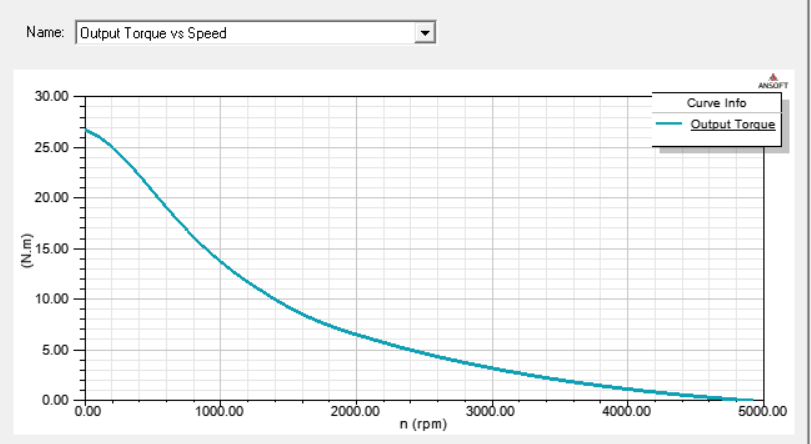 Name: Output Torque vs Speed
ANSOFT
Curve Info
Output Torque
30.00
25.00
20.00
15.00
10.00
5.00
0.00
(N.m)
0.00 1000.00 2000.00 3000.00 4000.00 5000.00
n (rpm)